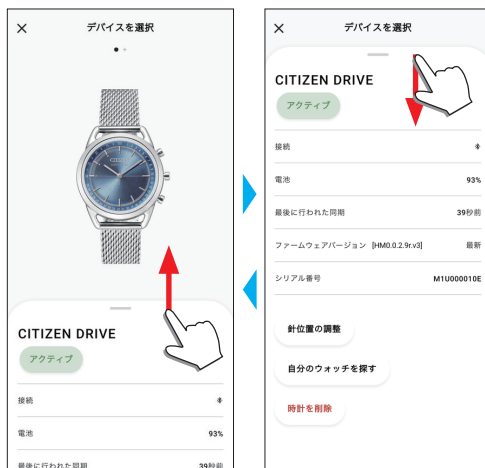 デバイスを選択
CITIZEN
CITIZEN DRIVE
アクティブ
接続
電池 93%
最後に行われた同期 39秒前
デバイスを選択
CITIZEN DRIVE
アクティブ
接続
電池 93%
最後に行われた同期 39秒前
ファームウェアバージョン [HM0.0.2.9r.v3] 最新
シリアル番号 M1U000010E
針位置の調整
自分のウォッチを探す
時計を削除